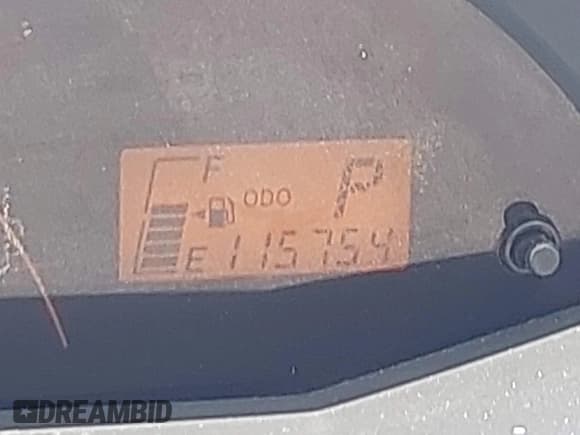 F
ODO P
E 115754
DREAMBID